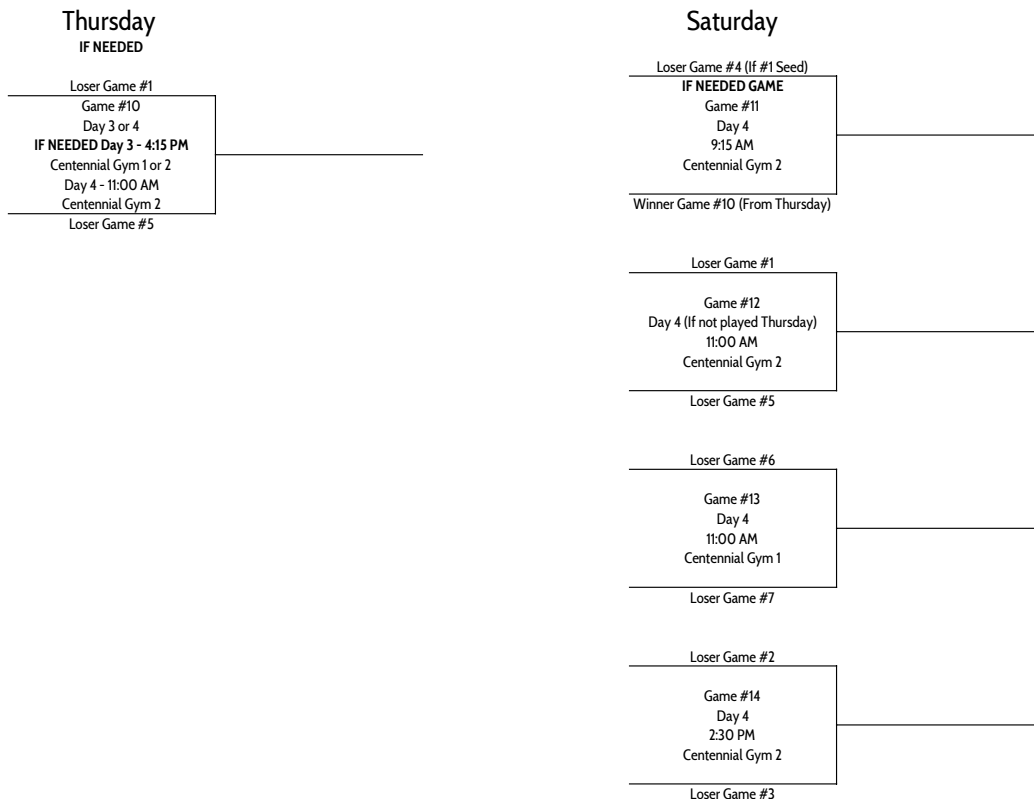 Thursday
IF NEEDED
Loser Game #1
Game #10
Day 3 or 4
IF NEEDED Day 3 - 4:15 PM
Centennial Gym 1 or 2
Day 4 - 11:00 AM
Centennial Gym 2
Loser Game #5
Saturday
Loser Game #4 (If #1 Seed)
IF NEEDED GAME
Game #11
Day 4
9:15 AM
Centennial Gym 2
Winner Game #10 (From Thursday)
Loser Game #1
Game #12
Day 4 (If not played Thursday)
11:00 AM
Centennial Gym 2
Loser Game #5
Loser Game #6
Game #13
Day 4
11:00 AM
Centennial Gym 1
Loser Game #7
Loser Game #2
Game #14
Day 4
2:30 PM
Centennial Gym 2
Loser Game #3